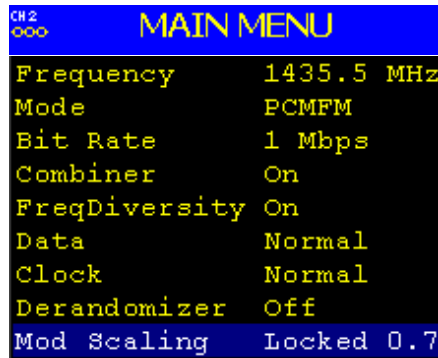 CH2
ooo MAIN MENU
Frequency 1435.5 MHz
Mode PCMFM
Bit Rate 1 Mbps
Combiner On
FreqDiversity On
Data Normal
Clock Normal
Derandomizer Off
Mod Scaling Locked 0.7